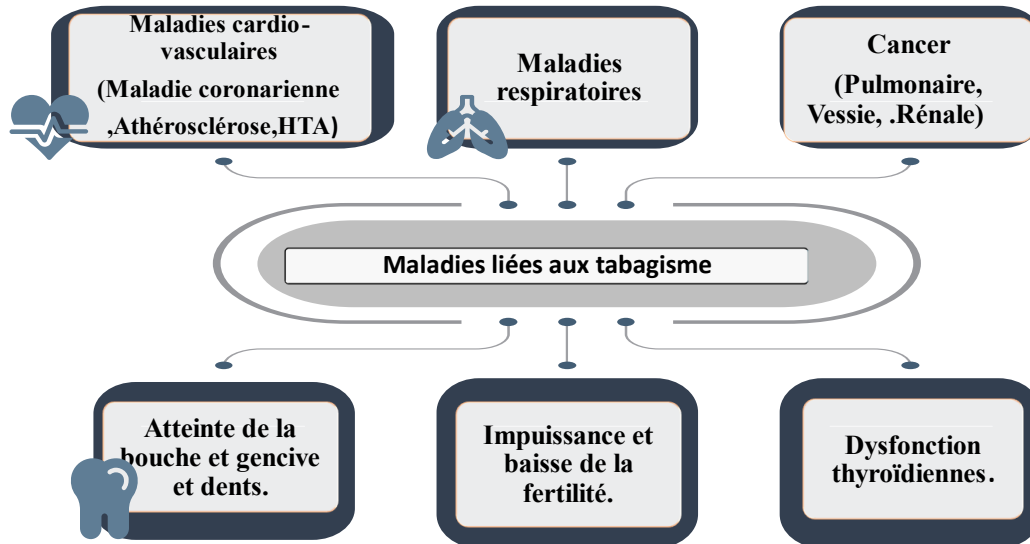 Maladies cardio-
vasculaires
(Maladie coronarienne
,Athérosclérose,HTA)
Maladies
respiratoires
Cancer
(Pulmonaire,
Vessie, .Rénale)
Maladies liées aux tabagisme
Atteinte de la
bouche et gencive
et dents.
Impuissance et
baisse de la
fertilité.
Dysfonction
thyroïdiennes.